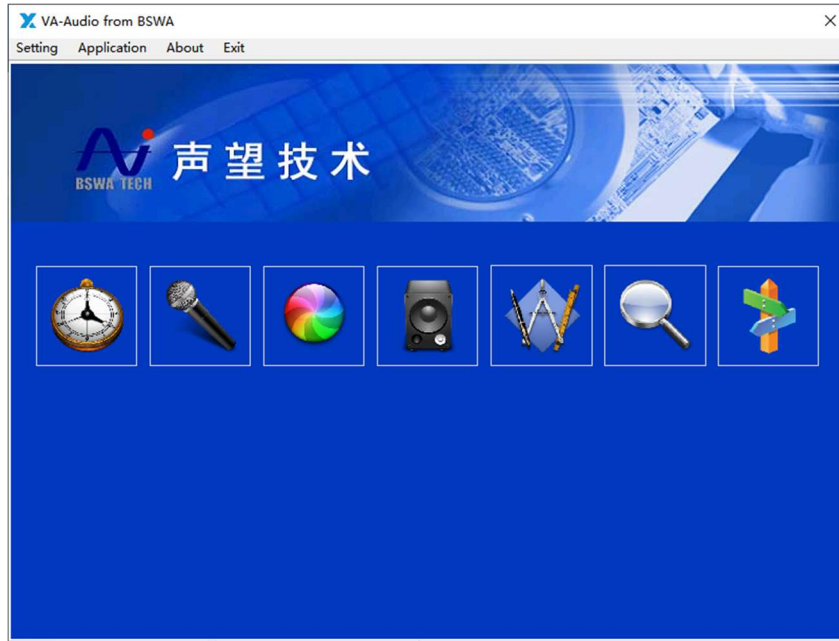 VA-Audio from BSWA
Setting Application About Exit
声望技术
BSWA TECH